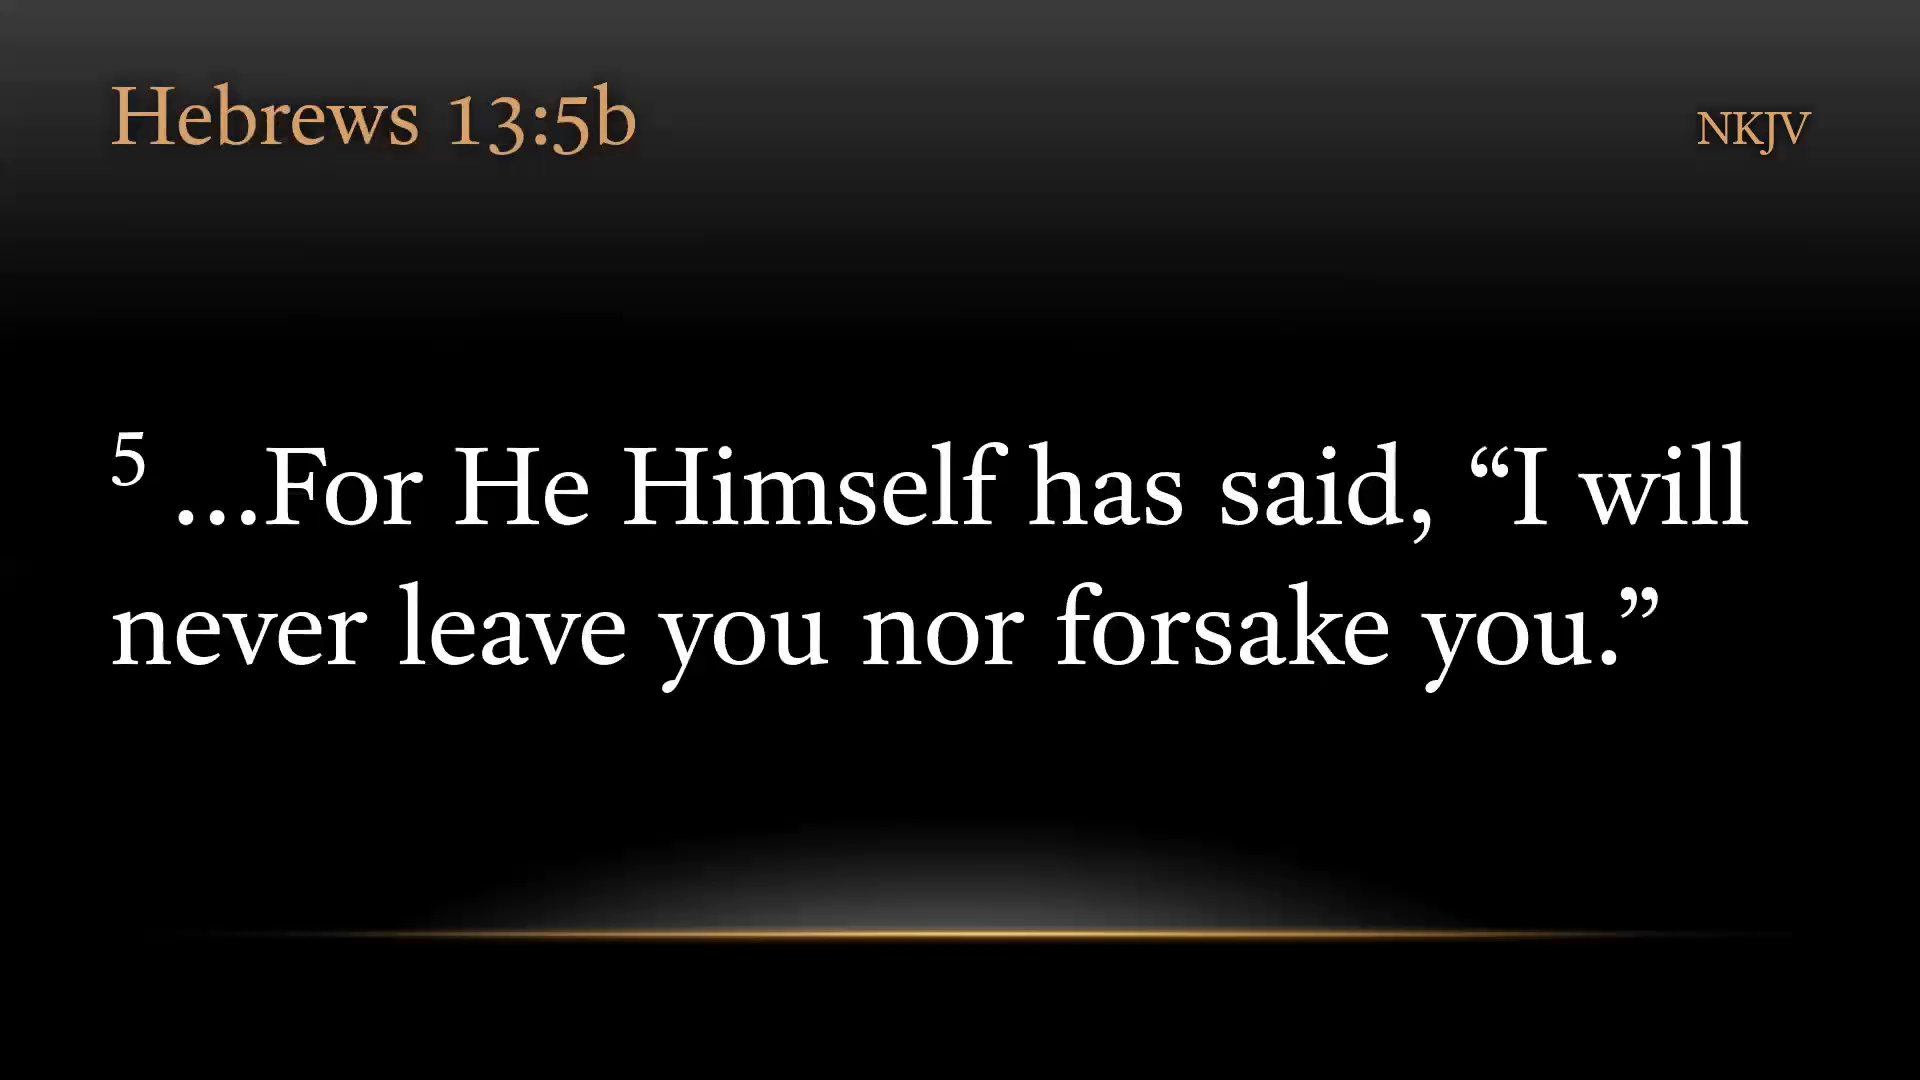 Hebrews 13:5b
NKJV
5 ...For He Himself has said, “I will
never leave you nor forsake you.”